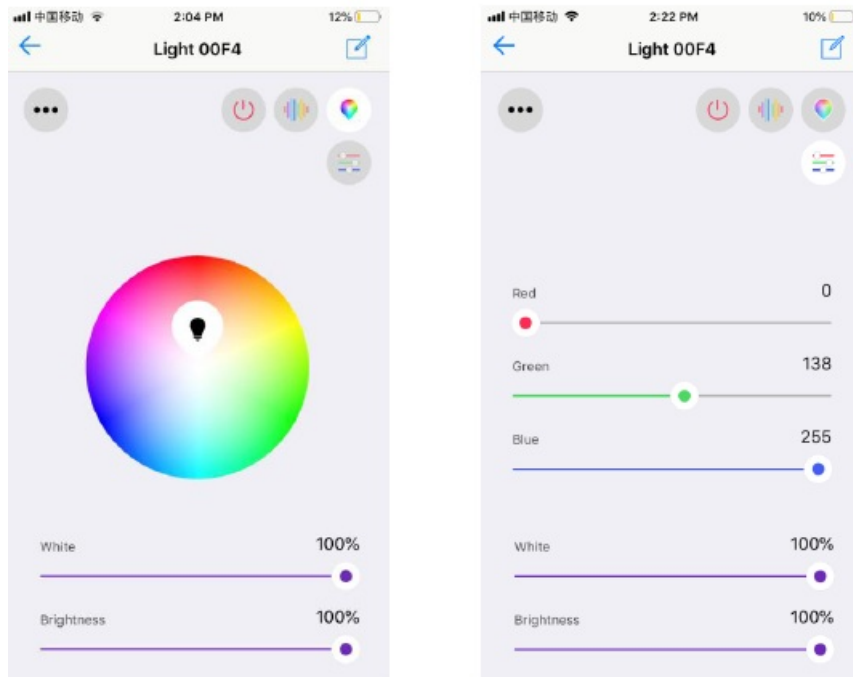 中国移动 2:04 PM 12%
Light 00F4
White 100%
Brightness 100%
中国移动 2:22 PM 10%
Light 00F4
Red 0
Green 138
Blue 255
White 100%
Brightness 100%